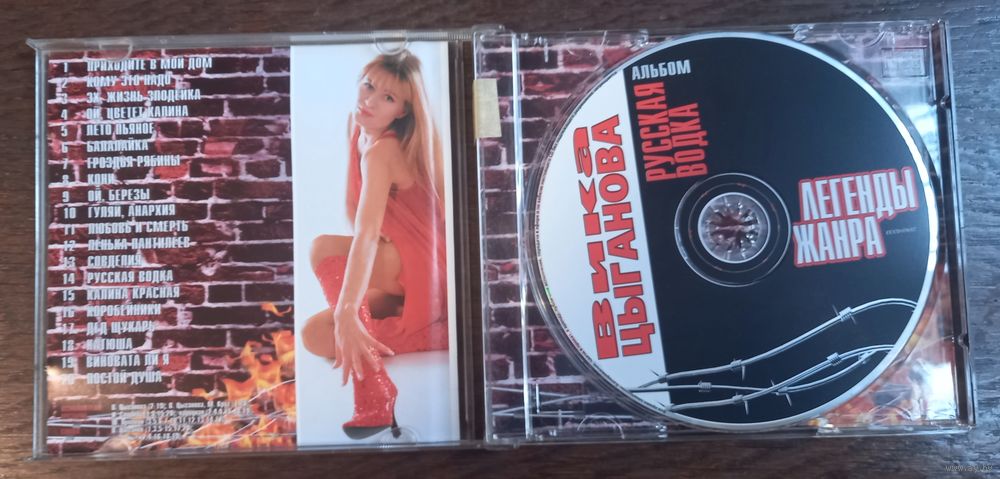 1 ПРИХОДИТЕ В МОЙ ДОМ
2 КОМУ ЭТО НАДО
3 ЭХ, ЖИЗНЬ-ЗЛОДЕЙКА
4 ОЙ, ЦВЕТЕТ КАЛИНА
5 ЛЕТО ПЬЯНОЕ
6 БАЛАЛАЙКА
7 ГРОЗДЬЯ РЯБИНЫ
8 КОНИ
9 ОЙ, БЕРЕЗЫ
10 ГУЛЯЙ, АНАРХИЯ
11 ЛЮБОВЬ И СМЕРТЬ
12 ЛЁНЬКА ПАНТИЛЕЕВ
13 СОВДЕПИЯ
14 РУССКАЯ ВОДКА
15 КАЛИНА КРАСНАЯ
16 КОРОБЕЙНИКИ
17 ДЕД ЩУКАРЬ
18 КАТЮША
19 ВИНОВАТА ЛИ Я
20 ПОСТОЙ ДУША
ВИКА
ЦЫГАНОВА
АЛЬБОМ
РУССКАЯ
ВОДКА
ЛЕГЕНДЫ
ЖАНРА